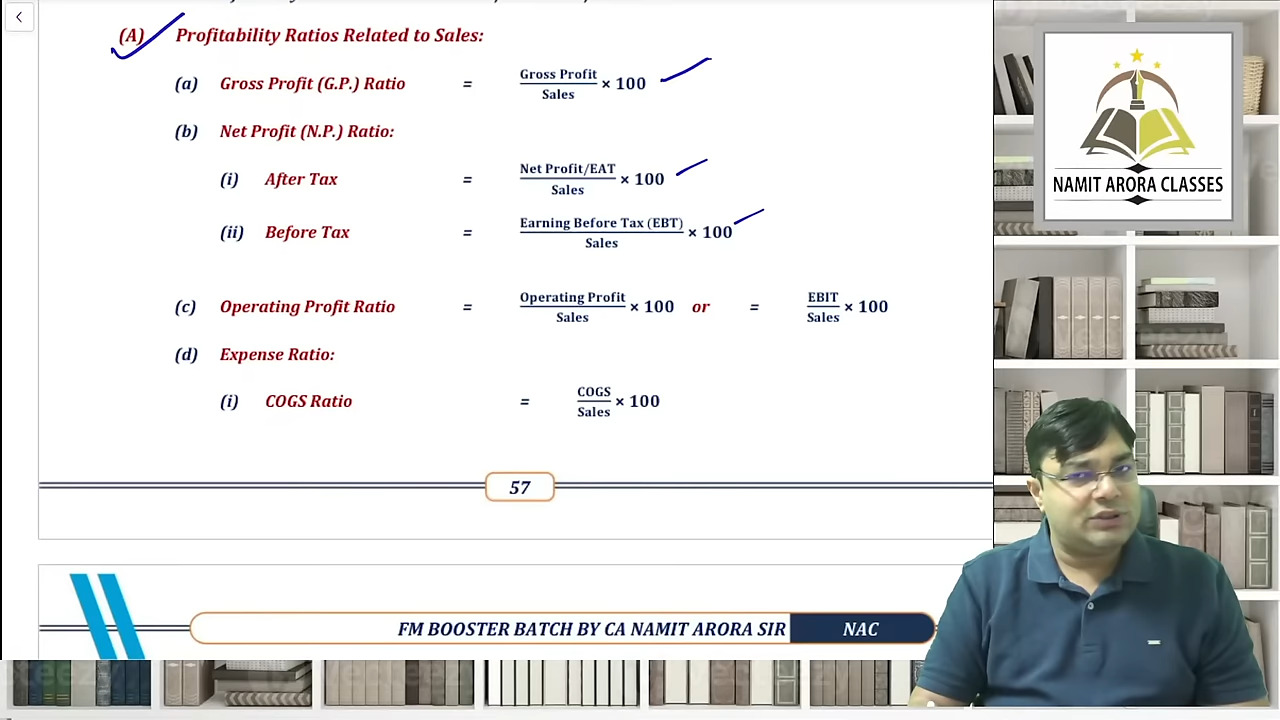 (A) Profitability Ratios Related to Sales:
(a) Gross Profit (G.P.) Ratio = Gross Profit / Sales × 100
(b) Net Profit (N.P.) Ratio:
(i) After Tax = Net Profit/EAT / Sales × 100
(ii) Before Tax = Earning Before Tax (EBT) / Sales × 100
(c) Operating Profit Ratio = Operating Profit / Sales × 100 or = EBIT / Sales × 100
(d) Expense Ratio:
(i) COGS Ratio = COGS / Sales × 100
57
FM BOOSTER BATCH BY CA NAMIT ARORA SIR NAC
NAMIT ARORA CLASSES